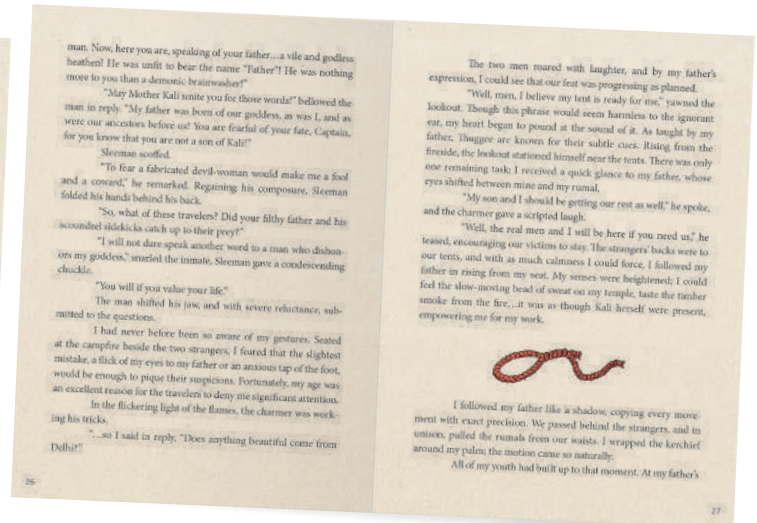 man. Now, here you are, speaking of your father…a vile and godless
heathen! He was unfit to bear the name "Father"! He was nothing
more to you than a demonic brainwasher!"
"May Mother Kali smite you for those words!" bellowed the
man in reply. "My father was born of our goddess, as was I, and as
were our ancestors before us! You are fearful of your fate, Captain,
for you know that you are not a son of Kali!"
Sleeman scoffed.
"To fear a fabricated devil-woman would make me a fool
and a coward," he remarked. Regaining his composure, Sleeman
folded his hands behind his back.
"So, what of these travelers? Did your filthy father and his
scoundrel sidekicks catch up to their prey?"
"I will not dare speak another word to a man who dishon-
ors my goddess," snarled the inmate. Sleeman gave a condescending
chuckle.
"You will if you value your life."
The man shifted his jaw, and with severe reluctance, sub-
mitted to the questions.
I had never before been so aware of my gestures. Seated
at the campfire beside the two strangers, I feared that the slightest
mistake, a flick of my eyes to my father or an anxious tap of the foot,
would be enough to pique their suspicions. Fortunately, my age was
an excellent reason for the travelers to deny me significant attention.
In the flickering light of the flames, the charmer was work-
ing his tricks.
"…so I said in reply, "Does anything beautiful come from
Delhi?"
26
The two men roared with laughter, and by my father's
expression, I could see that our feat was progressing as planned.
"Well, men, I believe my tent is ready for me," yawned the
lookout. Though this phrase would seem harmless to the ignorant
ear, my heart began to pound at the sound of it. As taught by my
father, Thuggee are known for their subtle cues. Rising from the
fireside, the lookout stationed himself near the tents. There was only
one remaining task; I received a quick glance to my father, whose
eyes shifted between mine and my rumal.
"My son and I should be getting our rest as well," he spoke,
and the charmer gave a scripted laugh.
"Well, the real men and I will be here if you need us," he
teased, encouraging our victims to stay. The strangers' backs were to
our tents, and with as much calmness I could force, I followed my
father in rising from my seat. My senses were heightened; I could
feel the slow-moving bead of sweat on my temple, taste the timber
smoke from the fire…it was as though Kali herself were present,
empowering me for my work.
I followed my father like a shadow, copying every move-
ment with exact precision. We passed behind the strangers, and in
unison, pulled the rumals from our waists. I wrapped the kerchief
around my palm; the motion came so naturally.
All of my youth had built up to that moment. At my father's
27